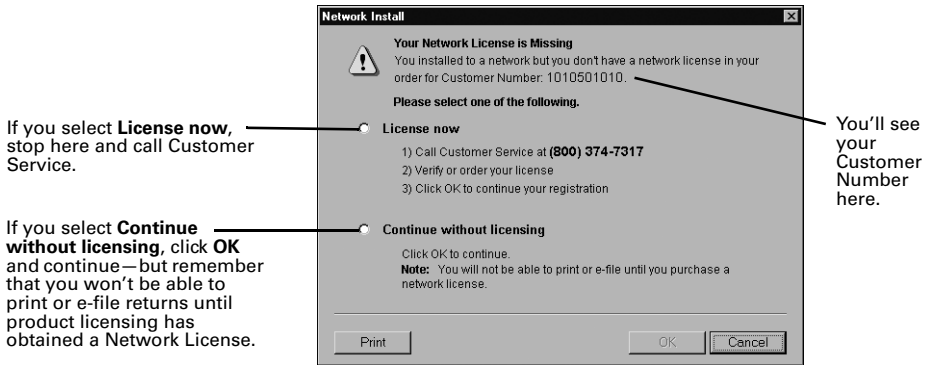 Network Install
Your Network License is Missing
You installed to a network but you don't have a network license in your
order for Customer Number: 1010501010.
Please select one of the following.
License now
1) Call Customer Service at (800) 374-7317
2) Verify or order your license
3) Click OK to continue your registration
Continue without licensing
Click OK to continue.
Note: You will not be able to print or e-file until you purchase a
network license.
Print
OK
Cancel
If you select License now,
stop here and call Customer
Service.
If you select Continue
without licensing, click OK
and continue—but remember
that you won't be able to
print or e-file returns until
product licensing has
obtained a Network License.
You'll see
your
Customer
Number
here.